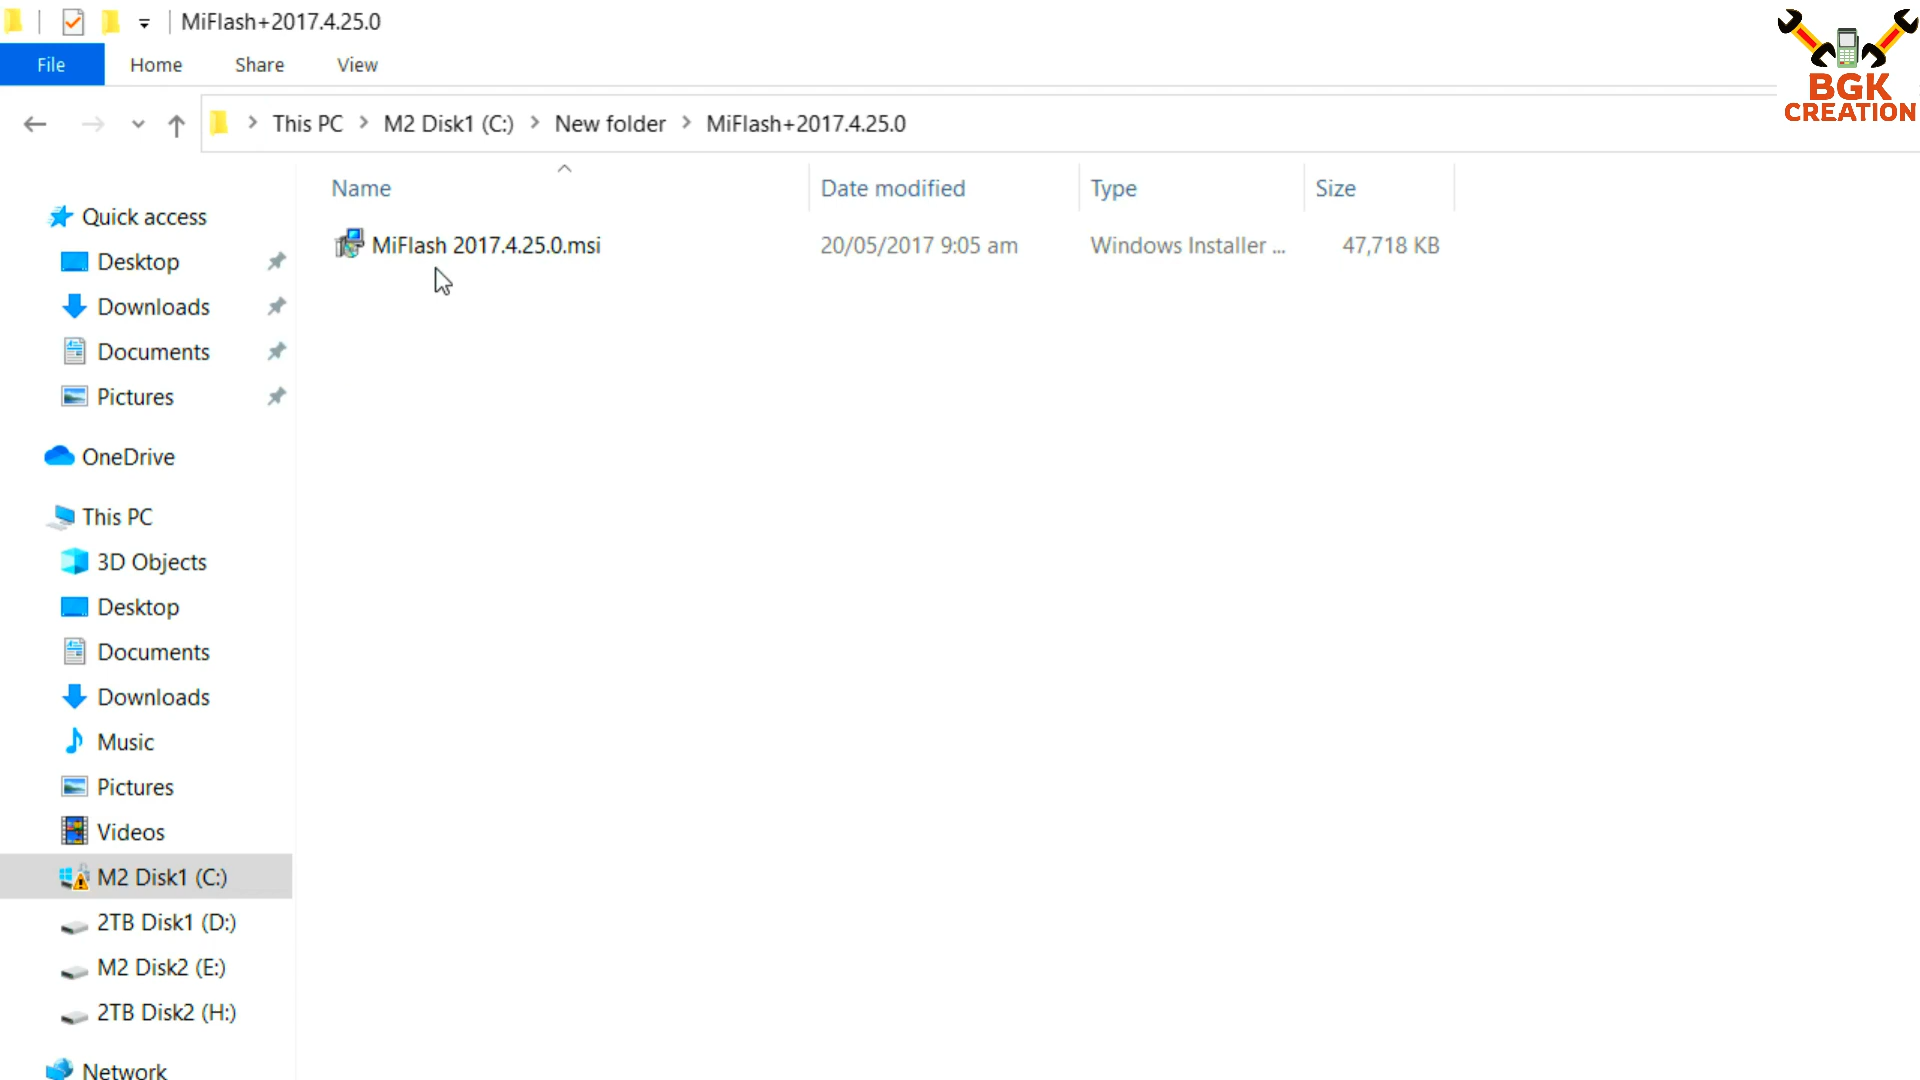 MiFlash+2017.4.25.0
File Home Share View
BGK
CREATION
This PC M2 Disk1 (C:) New folder MiFlash+2017.4.25.0
Name Date modified Type Size
MiFlash 2017.4.25.0.msi 20/05/2017 9:05 am Windows Installer ... 47,718 KB
Quick access
Desktop
Downloads
Documents
Pictures
OneDrive
This PC
3D Objects
Desktop
Documents
Downloads
Music
Pictures
Videos
M2 Disk1 (C:)
2TB Disk1 (D:)
M2 Disk2 (E:)
2TB Disk2 (H:)
Network